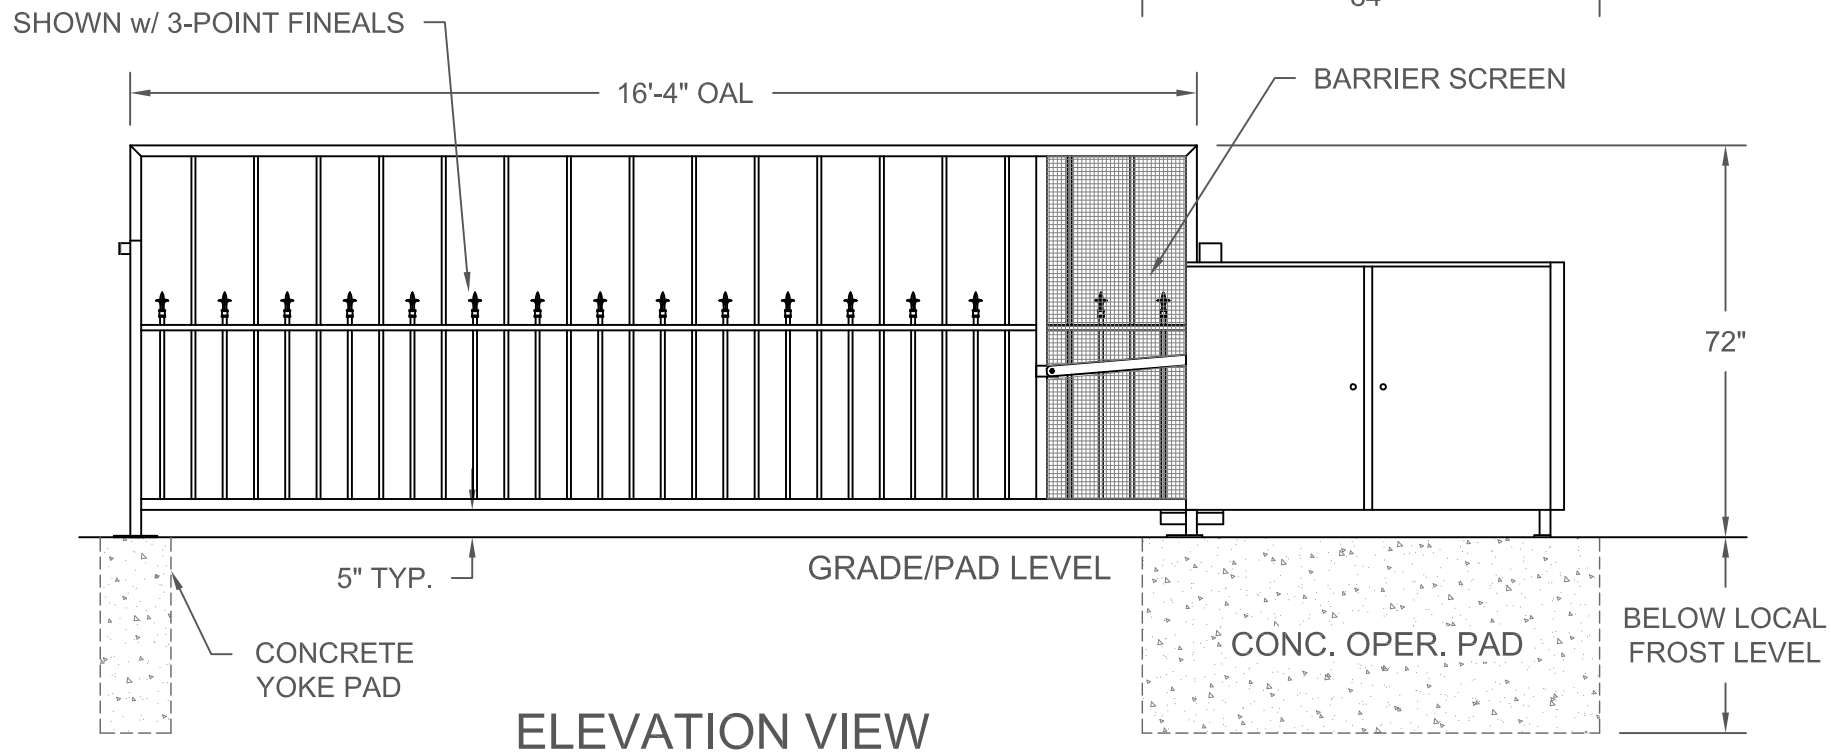 SHOWN w/ 3-POINT FINEALS
16'-4" OAL
BARRIER SCREEN
72"
5" TYP.
GRADE/PAD LEVEL
CONCRETE
YOKE PAD
CONC. OPER. PAD
BELOW LOCAL
FROST LEVEL
ELEVATION VIEW